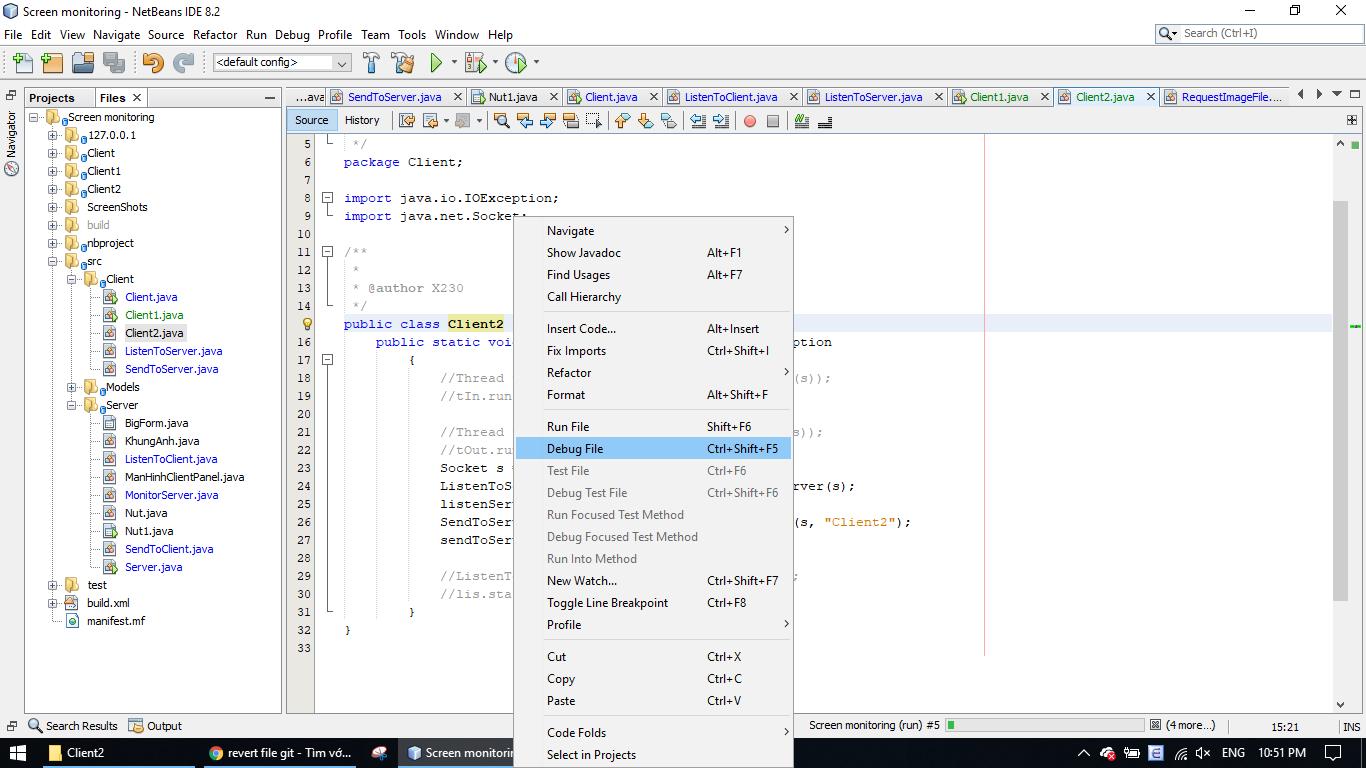 Screen monitoring - NetBeans IDE 8.2
File Edit View Navigate Source Refactor Run Debug Profile Team Tools Window Help
Search (Ctrl+I)
<default config>
Projects Files
...ava SendToServer.java Nut1.java Client.java ListenToClient.java ListenToServer.java Client1.java Client2.java RequestImageFile....
Navigator
Source History
Screen monitoring
127.0.0.1
Client
Client1
Client2
ScreenShots
build
nbproject
src
Client
Client.java
Client1.java
Client2.java
ListenToServer.java
SendToServer.java
Models
Server
BigForm.java
KhungAnh.java
ListenToClient.java
ManHinhClientPanel.java
MonitorServer.java
Nut.java
Nut1.java
SendToClient.java
Server.java
test
build.xml
manifest.mf
5 */
6 package Client;
7
8 import java.io.IOException;
9 import java.net.Socket;
10
11 /**
12 *
13 * @author X230
14 */
public class Client2
16 public static voi ption
17 {
18 //Thread (s));
19 //tIn.run
20
21 //Thread s));
22 //tOut.ru
23 Socket s =
24 ListenToS rver(s);
25 listenSer
26 SendToSer (s, "Client2");
27 sendToSer
28
29 //ListenT ;
30 //lis.sta
31 }
32 }
33
Navigate
Show Javadoc Alt+F1
Find Usages Alt+F7
Call Hierarchy
Insert Code... Alt+Insert
Fix Imports Ctrl+Shift+I
Refactor
Format Alt+Shift+F
Run File Shift+F6
Debug File Ctrl+Shift+F5
Test File Ctrl+F6
Debug Test File Ctrl+Shift+F6
Run Focused Test Method
Debug Focused Test Method
Run Into Method
New Watch... Ctrl+Shift+F7
Toggle Line Breakpoint Ctrl+F8
Profile
Cut Ctrl+X
Copy Ctrl+C
Paste Ctrl+V
Code Folds
Select in Projects
Search Results Output
Screen monitoring (run) #5 (4 more...) 15:21 INS
Client2 revert file git - Tìm vớ... Screen monitorin
ENG 10:51 PM